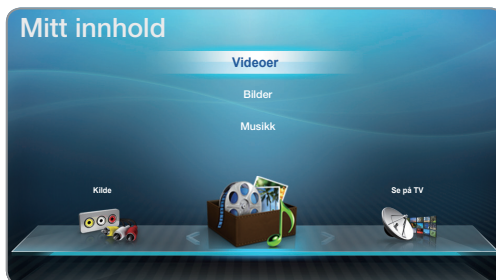 Mitt innhold
Videoer
Bilder
Musikk
Kilde
Se på TV